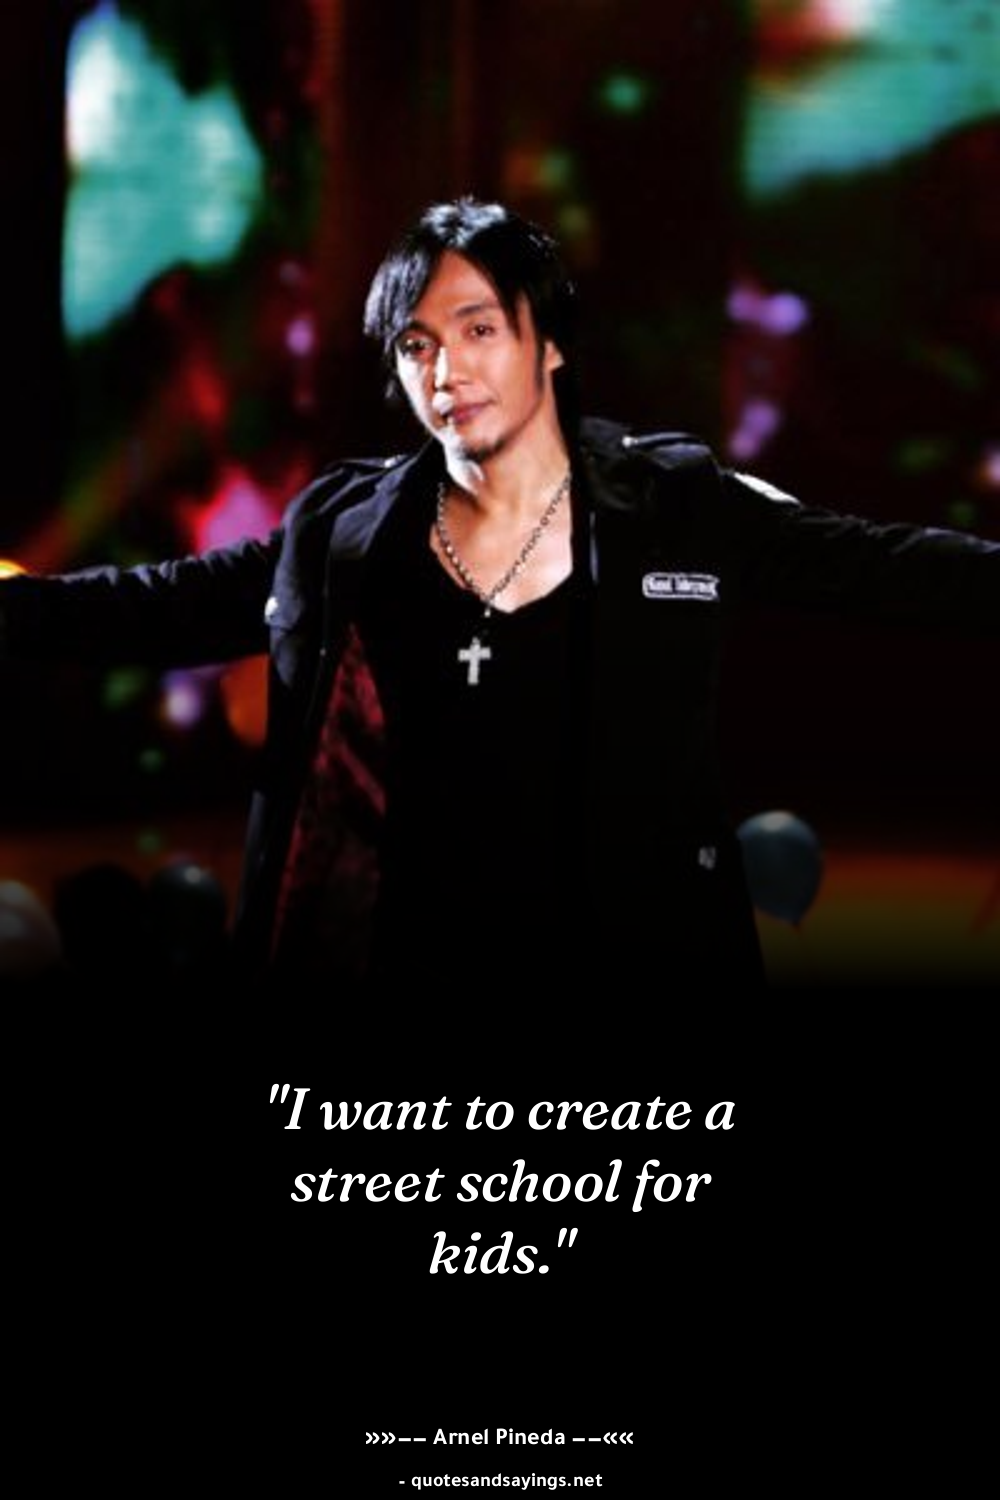 "I want to create a
street school for
kids."
»»−− Arnel Pineda −−««
- quotesandsayings.net